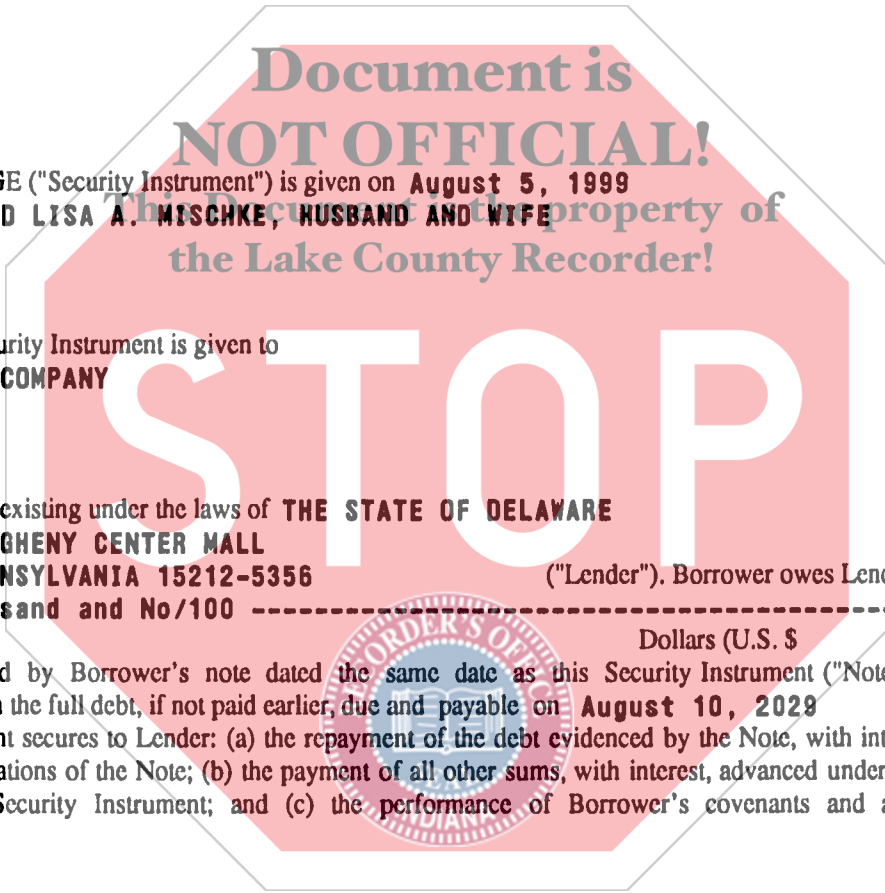 Document is
NOT OFFICIAL!
GE ("Security Instrument") is given on August 5, 1999
This Document is the property of
D LISA A. MISCHKE, HUSBAND AND WIFE
the Lake County Recorder!
urity Instrument is given to
COMPANY
STOP
existing under the laws of THE STATE OF DELAWARE
GHENY CENTER MALL
NSYLVANIA 15212-5356 ("Lender"). Borrower owes Lend
sand and No/100 ----------------------------------------
RECORDER'S OFFIC
Dollars (U.S. $
d by Borrower's note dated the same date as this Security Instrument ("Note
the full debt, if not paid earlier, due and payable on August 10, 2029
nt secures to Lender: (a) the repayment of the debt evidenced by the Note, with int
ations of the Note; (b) the payment of all other sums, with interest, advanced under
Security Instrument; and (c) the performance of Borrower's covenants and a
INDIANA